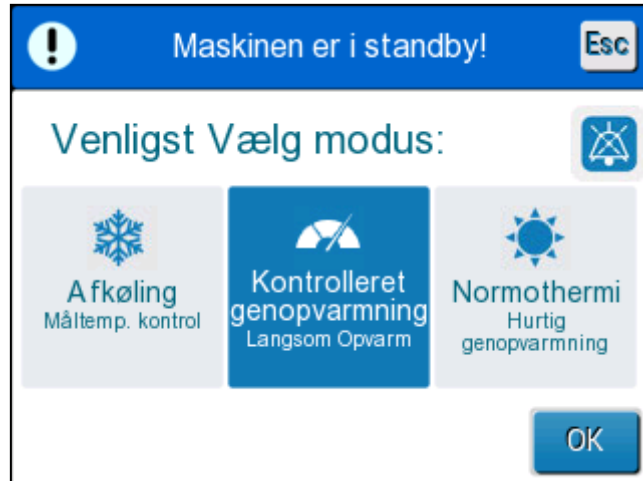 Maskinen er i standby!
Esc
Venligst Vælg modus:
Afkøling
Måltemp. kontrol
Kontrolleret
genopvarmning
Langsom Opvarm
Normothermi
Hurtig
genopvarmning
OK